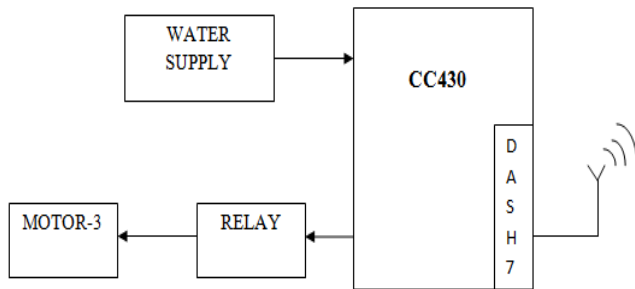 WATER
SUPPLY
CC430
D
A
S
H
7
MOTOR-3
RELAY